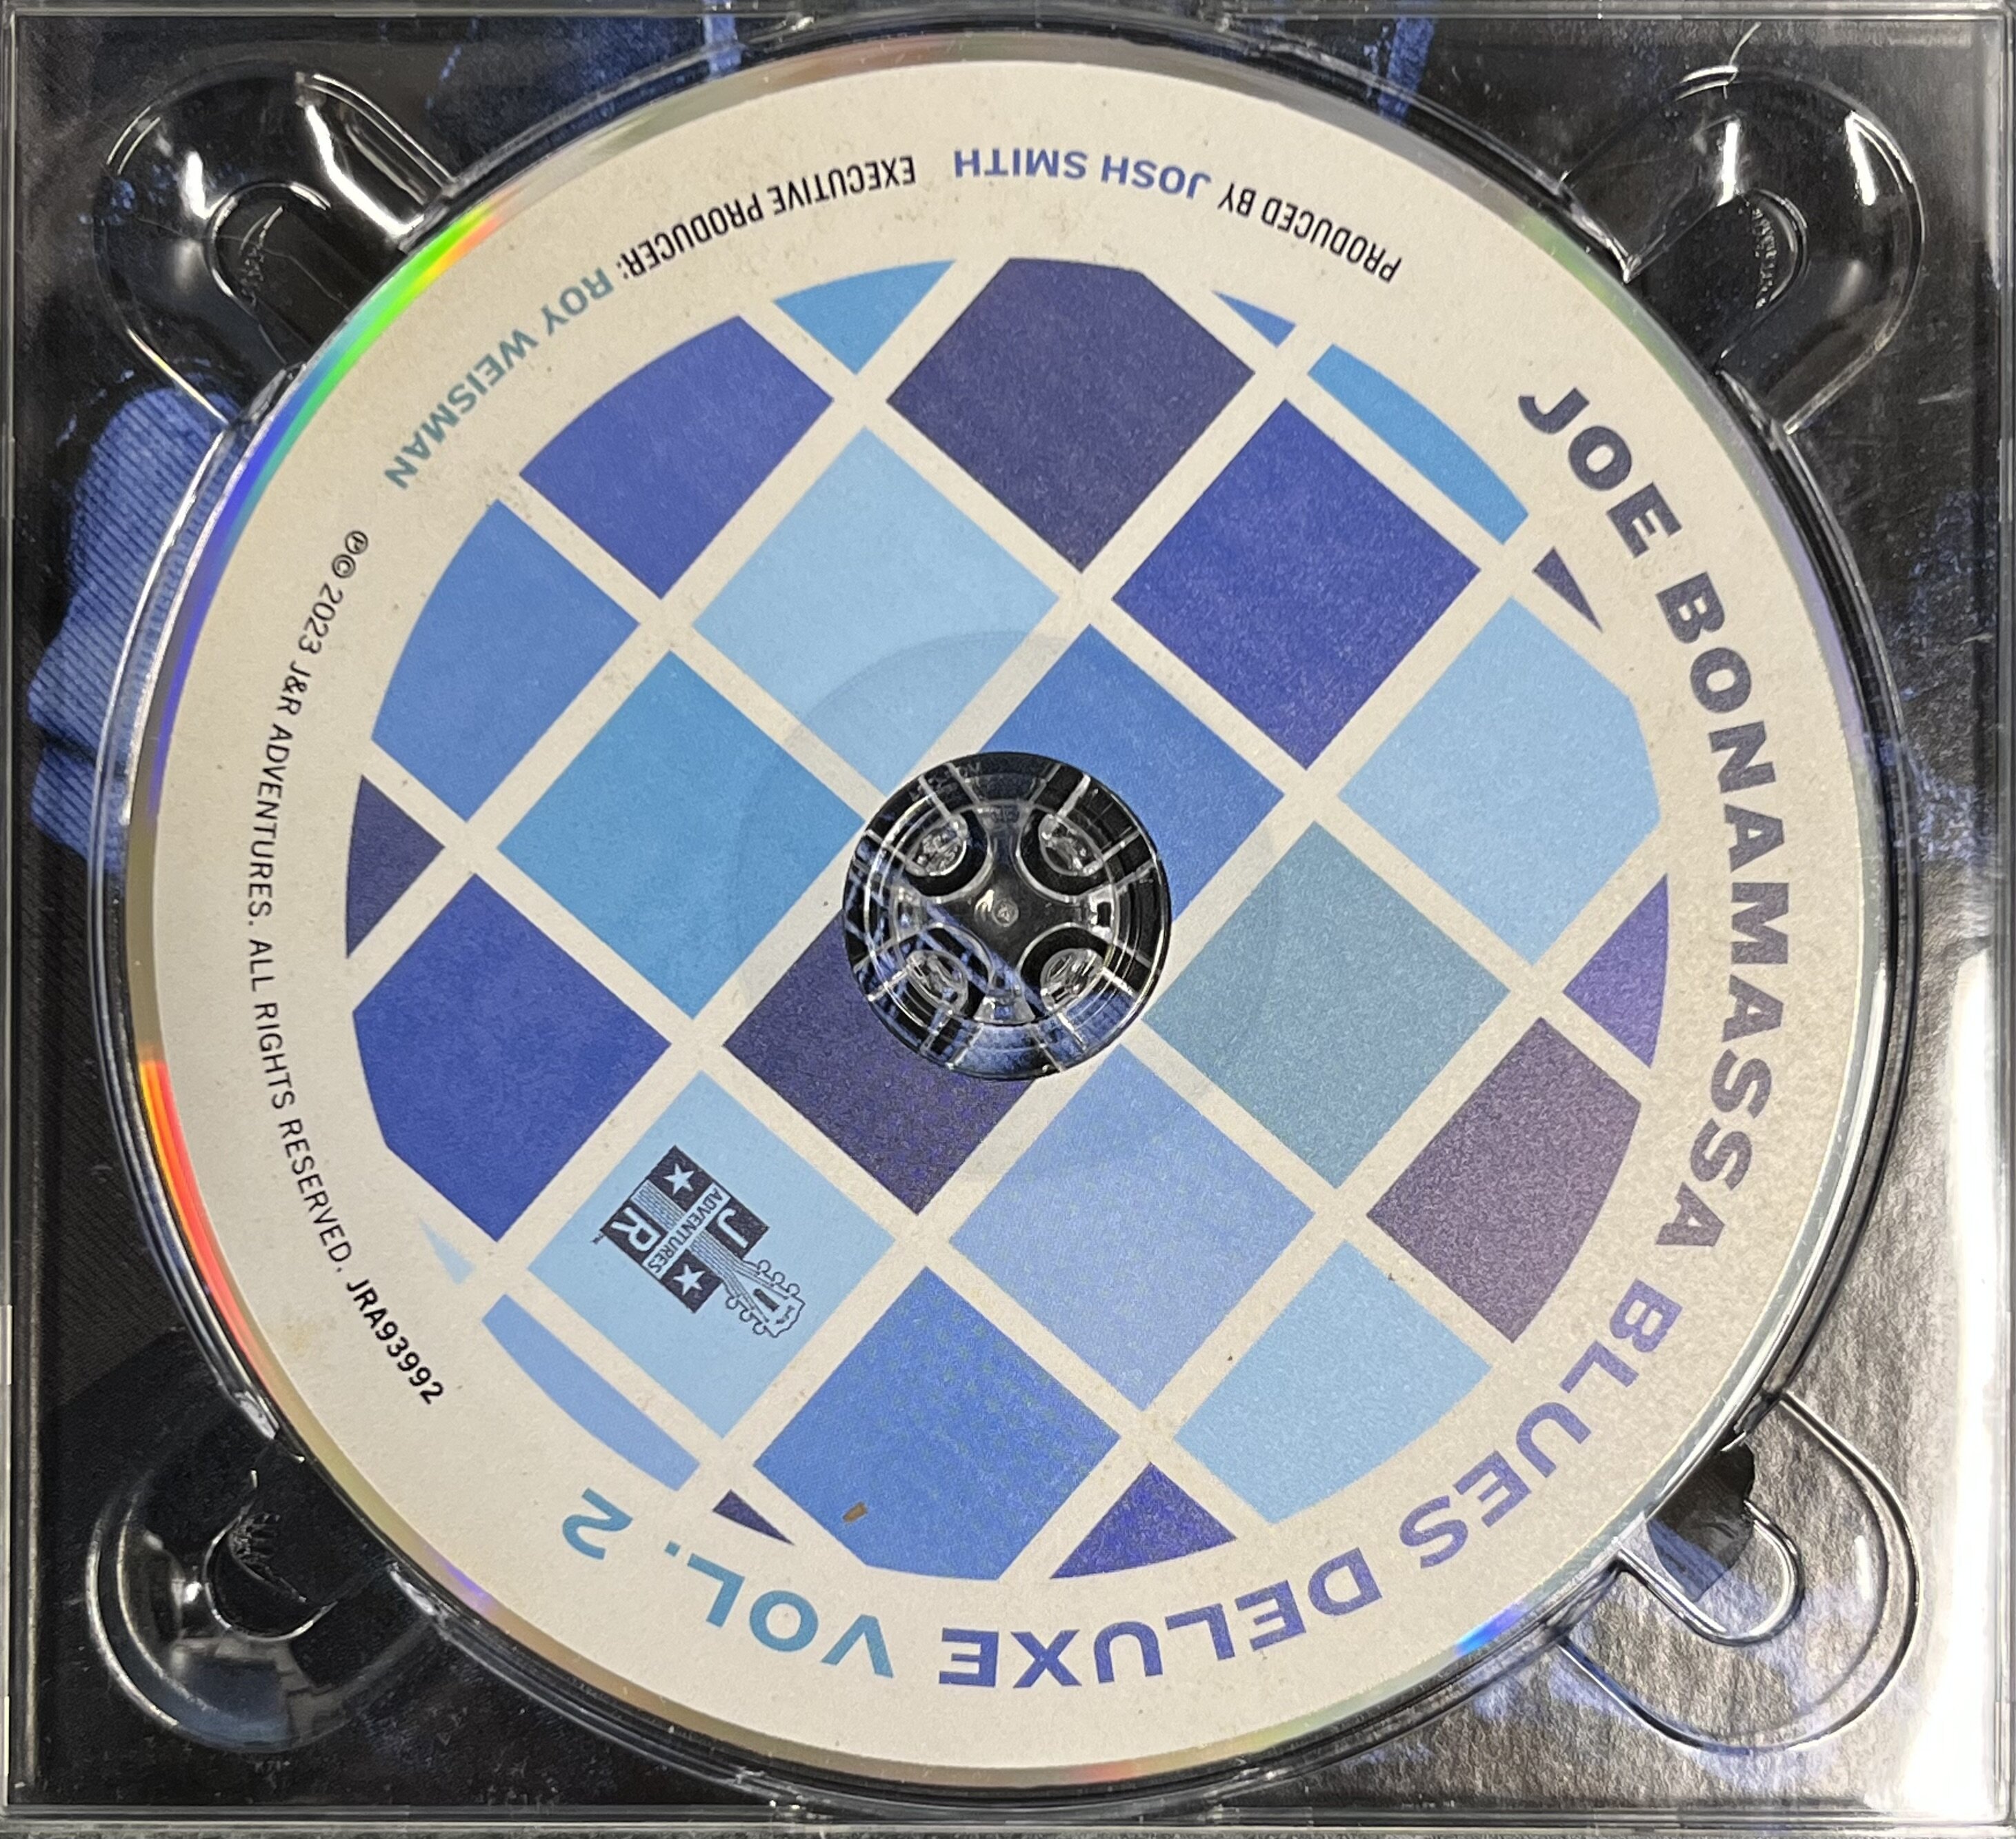 JOE BONAMASSA BLUES DELUXE VOL. 2
PRODUCED BY JOSH SMITH EXECUTIVE PRODUCER: ROY WEISMAN
℗© 2023 J&R ADVENTURES. ALL RIGHTS RESERVED. JRA93992
J
ADVENTURES
R
™